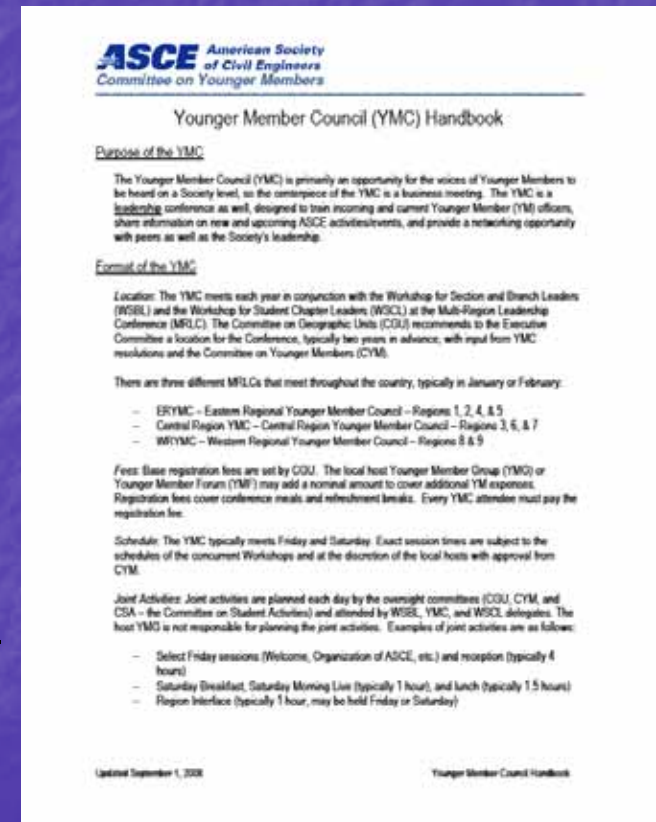 ASCE American Society
of Civil Engineers
Committee on Younger Members
Younger Member Council (YMC) Handbook
Purpose of the YMC
The Younger Member Council (YMC) is primarily an opportunity for the voices of Younger Members to
be heard on a Society level, so the centerpiece of the YMC is a business meeting. The YMC is a
leadership conference as well, designed to train incoming and current Younger Member (YM) officers,
share information on new and upcoming ASCE activities/events, and provide a networking opportunity
with peers as well as the Society's leadership.
Format of the YMC
Location: The YMC meets each year in conjunction with the Workshop for Section and Branch Leaders
(WSBL) and the Workshop for Student Chapter Leaders (WSCL) at the Multi-Region Leadership
Conference (MRLC). The Committee on Geographic Units (CGU) recommends to the Executive
Committee a location for the Conference, typically two years in advance, with input from YMC
resolutions and the Committee on Younger Members (CYM).
There are three different MRLCs that meet throughout the country, typically in January or February:
– ERYMC – Eastern Regional Younger Member Council – Regions 1, 2, 4, & 5
– Central Region YMC – Central Region Younger Member Council – Regions 3, 6, & 7
– WRYMC – Western Regional Younger Member Council – Regions 8 & 9
Fees: Base registration fees are set by CGU. The local host Younger Member Group (YMG) or
Younger Member Forum (YMF) may add a nominal amount to cover additional YM expenses.
Registration fees cover conference meals and refreshment breaks. Every YMC attendee must pay the
registration fee.
Schedule: The YMC typically meets Friday and Saturday. Exact session times are subject to the
schedules of the concurrent Workshops and at the discretion of the local hosts with approval from
CYM.
Joint Activities: Joint activities are planned each day by the oversight committees (CGU, CYM, and
CSA – the Committee on Student Activities) and attended by WSBL, YMC, and WSCL delegates. The
host YMG is not responsible for planning the joint activities. Examples of joint activities are as follows:
– Select Friday sessions (Welcome, Organization of ASCE, etc.) and reception (typically 4
hours)
– Saturday Breakfast, Saturday Morning Live (typically 1 hour), and lunch (typically 1.5 hours)
– Region Interface (typically 1 hour, may be held Friday or Saturday)
Updated September 1, Younger Member Council Handbook